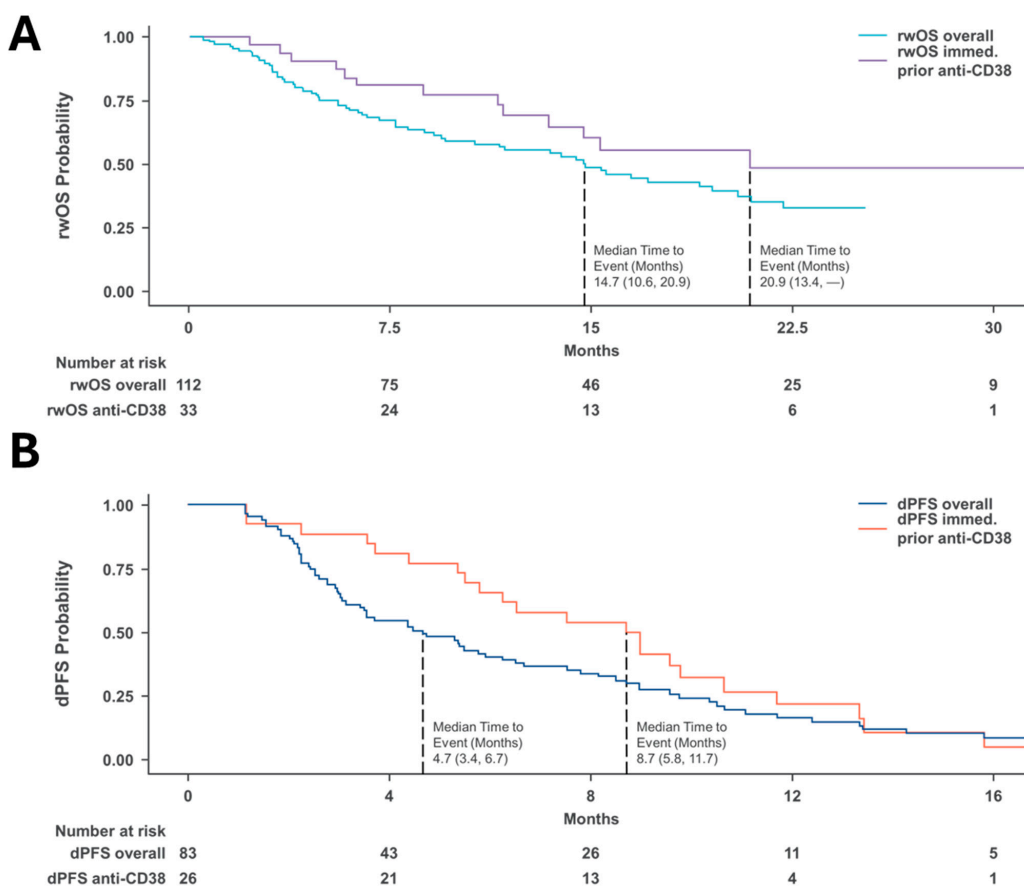 A
rwOS overall
rwOS immed.
prior anti-CD38
rwOS Probability
1.00
0.75
0.50
0.25
0.00
Median Time to
Event (Months)
14.7 (10.6, 20.9)
Median Time to
Event (Months)
20.9 (13.4, —)
0 7.5 15 22.5 30
Months
Number at risk
rwOS overall 112 75 46 25 9
rwOS anti-CD38 33 24 13 6 1
B
dPFS overall
dPFS immed.
prior anti-CD38
dPFS Probability
1.00
0.75
0.50
0.25
0.00
Median Time to
Event (Months)
4.7 (3.4, 6.7)
Median Time to
Event (Months)
8.7 (5.8, 11.7)
0 4 8 12 16
Months
Number at risk
dPFS overall 83 43 26 11 5
dPFS anti-CD38 26 21 13 4 1